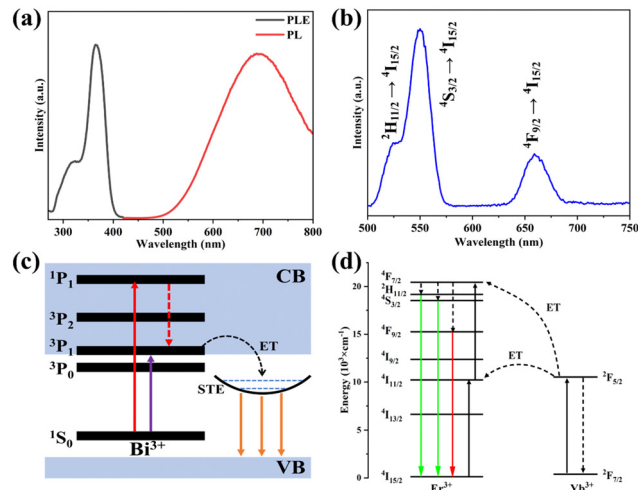 (a)
PLE
PL
Intensity (a.u.)
300 400 500 600 700 800
Wavelength (nm)
(b)
²H₁₁/₂ → ⁴I₁₅/₂
⁴S₃/₂ → ⁴I₁₅/₂
⁴F₉/₂ → ⁴I₁₅/₂
Intensity (a.u.)
500 550 600 650 700 750
Wavelength (nm)
(c)
CB
¹P₁
³P₂
³P₁
³P₀
ET
STE
¹S₀
Bi³⁺
VB
(d)
Energy (10³×cm⁻¹)
20
15
10
5
0
⁴F₇/₂
²H₁₁/₂
⁴S₃/₂
⁴F₉/₂
⁴I₉/₂
⁴I₁₁/₂
⁴I₁₃/₂
⁴I₁₅/₂
ET
ET
²F₅/₂
²F₇/₂
Er³⁺
Yb³⁺